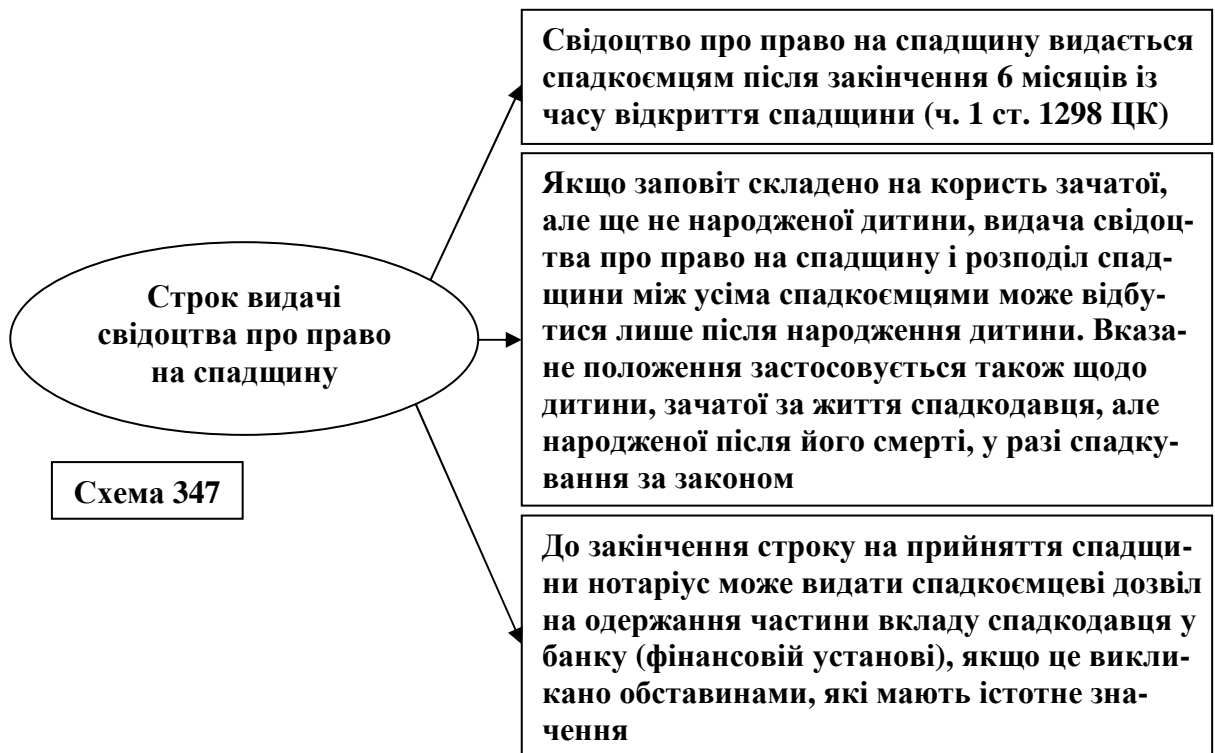 Свідоцтво про право на спадщину видається
спадкоємцям після закінчення 6 місяців із
часу відкриття спадщини (ч. 1 ст. 1298 ЦК)
Якщо заповіт складено на користь зачатої,
але ще не народженої дитини, видача свідоц-
тва про право на спадщину і розподіл спад-
щини між усіма спадкоємцями може відбу-
тися лише після народження дитини. Вказа-
не положення застосовується також щодо
дитини, зачатої за життя спадкодавця, але
народженої після його смерті, у разі спадку-
вання за законом
Строк видачі
свідоцтва про право
на спадщину
Схема 347
До закінчення строку на прийняття спадщи-
ни нотаріус може видати спадкоємцеві дозвіл
на одержання частини вкладу спадкодавця у
банку (фінансовій установі), якщо це викли-
кано обставинами, які мають істотне зна-
чення